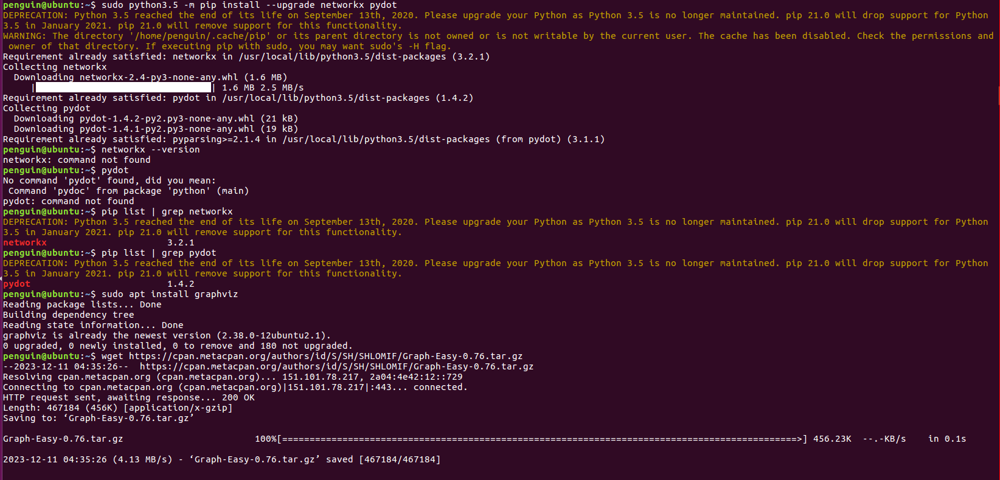 penguin@ubuntu:~$ sudo python3.5 -m pip install --upgrade networkx pydot
DEPRECATION: Python 3.5 reached the end of its life on September 13th, 2020. Please upgrade your Python as Python 3.5 is no longer maintained. pip 21.0 will drop support for Python
3.5 in January 2021. pip 21.0 will remove support for this functionality.
WARNING: The directory '/home/penguin/.cache/pip' or its parent directory is not owned or is not writable by the current user. The cache has been disabled. Check the permissions and
 owner of that directory. If executing pip with sudo, you may want sudo's -H flag.
Requirement already satisfied: networkx in /usr/local/lib/python3.5/dist-packages (3.2.1)
Collecting networkx
  Downloading networkx-2.4-py3-none-any.whl (1.6 MB)
     |████████████████████████████████| 1.6 MB 2.5 MB/s
Requirement already satisfied: pydot in /usr/local/lib/python3.5/dist-packages (1.4.2)
Collecting pydot
  Downloading pydot-1.4.2-py2.py3-none-any.whl (21 kB)
  Downloading pydot-1.4.1-py2.py3-none-any.whl (19 kB)
Requirement already satisfied: pyparsing>=2.1.4 in /usr/local/lib/python3.5/dist-packages (from pydot) (3.1.1)
penguin@ubuntu:~$ networkx --version
networkx: command not found
penguin@ubuntu:~$ pydot
No command 'pydot' found, did you mean:
 Command 'pydoc' from package 'python' (main)
pydot: command not found
penguin@ubuntu:~$ pip list | grep networkx
DEPRECATION: Python 3.5 reached the end of its life on September 13th, 2020. Please upgrade your Python as Python 3.5 is no longer maintained. pip 21.0 will drop support for Python
3.5 in January 2021. pip 21.0 will remove support for this functionality.
networkx                      3.2.1
penguin@ubuntu:~$ pip list | grep pydot
DEPRECATION: Python 3.5 reached the end of its life on September 13th, 2020. Please upgrade your Python as Python 3.5 is no longer maintained. pip 21.0 will drop support for Python
3.5 in January 2021. pip 21.0 will remove support for this functionality.
pydot                         1.4.2
penguin@ubuntu:~$ sudo apt install graphviz
Reading package lists... Done
Building dependency tree
Reading state information... Done
graphviz is already the newest version (2.38.0-12ubuntu2.1).
0 upgraded, 0 newly installed, 0 to remove and 180 not upgraded.
penguin@ubuntu:~$ wget https://cpan.metacpan.org/authors/id/S/SH/SHLOMIF/Graph-Easy-0.76.tar.gz
--2023-12-11 04:35:26--  https://cpan.metacpan.org/authors/id/S/SH/SHLOMIF/Graph-Easy-0.76.tar.gz
Resolving cpan.metacpan.org (cpan.metacpan.org)... 151.101.78.217, 2a04:4e42:12::729
Connecting to cpan.metacpan.org (cpan.metacpan.org)|151.101.78.217|:443... connected.
HTTP request sent, awaiting response... 200 OK
Length: 467184 (456K) [application/x-gzip]
Saving to: ‘Graph-Easy-0.76.tar.gz’
Graph-Easy-0.76.tar.gz                        100%[==============================================================================================>] 456.23K  --.-KB/s    in 0.1s
2023-12-11 04:35:26 (4.13 MB/s) - ‘Graph-Easy-0.76.tar.gz’ saved [467184/467184]